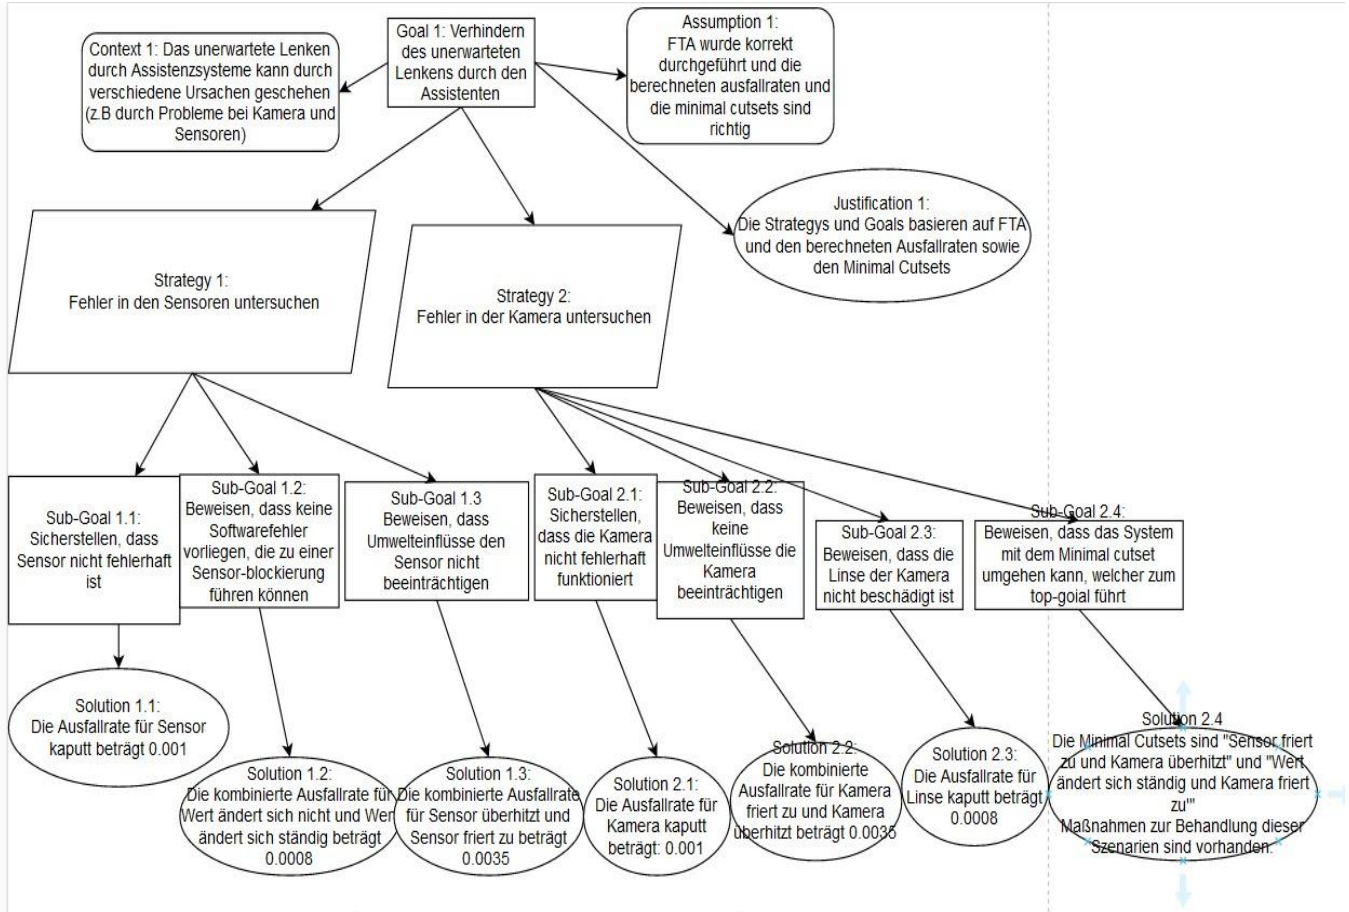 Context 1: Das unerwartete Lenken
durch Assistenzsysteme kann durch
verschiedene Ursachen geschehen
(z.B durch Probleme bei Kamera und
Sensoren)
Goal 1: Verhindern
des unerwarteten
Lenkens durch den
Assistenten
Assumption 1:
FTA wurde korrekt
durchgeführt und die
berechneten ausfallraten und
die minimal cutsets sind
richtig
Justification 1:
Die Strategys und Goals basieren auf FTA
und den berechneten Ausfallraten sowie
den Minimal Cutsets
Strategy 1:
Fehler in den Sensoren untersuchen
Strategy 2:
Fehler in der Kamera untersuchen
Sub-Goal 1.1:
Sicherstellen, dass
Sensor nicht fehlerhaft
ist
Sub-Goal 1.2:
Beweisen, dass keine
Softwarefehler
vorliegen, die zu einer
Sensor-blockierung
führen können
Sub-Goal 1.3
Beweisen, dass
Umwelteinflüsse den
Sensor nicht
beeinträchtigen
Sub-Goal 2.1:
Sicherstellen,
dass die Kamera
nicht fehlerhaft
funktioniert
Sub-Goal 2.2:
Beweisen, dass
keine
Umwelteinflüsse die
Kamera
beeinträchtigen
Sub-Goal 2.3:
Beweisen, dass die
Linse der Kamera
nicht beschädigt ist
Sub-Goal 2.4:
Beweisen, dass das System
mit dem Minimal cutset
umgehen kann, welcher zum
top-goial führt
Solution 1.1:
Die Ausfallrate für Sensor
kaputt beträgt 0.001
Solution 1.2:
Die kombinierte Ausfallrate für
Wert ändert sich nicht und Wert
ändert sich ständig beträgt
0.0008
Solution 1.3:
Die kombinierte Ausfallrate
für Sensor überhitzt und
Sensor friert zu beträgt
0.0035
Solution 2.1:
Die Ausfallrate für
Kamera kaputt
beträgt: 0.001
Solution 2.2:
Die kombinierte
Ausfallrate für Kamera
friert zu und Kamera
überhitzt beträgt 0.0035
Solution 2.3:
Die Ausfallrate für
Linse kaputt beträgt
0.0008
Solution 2.4
Die Minimal Cutsets sind "Sensor friert
zu und Kamera überhitzt" und "Wert
ändert sich ständig und Kamera friert
zu'"
Maßnahmen zur Behandlung dieser
Szenarien sind vorhanden.